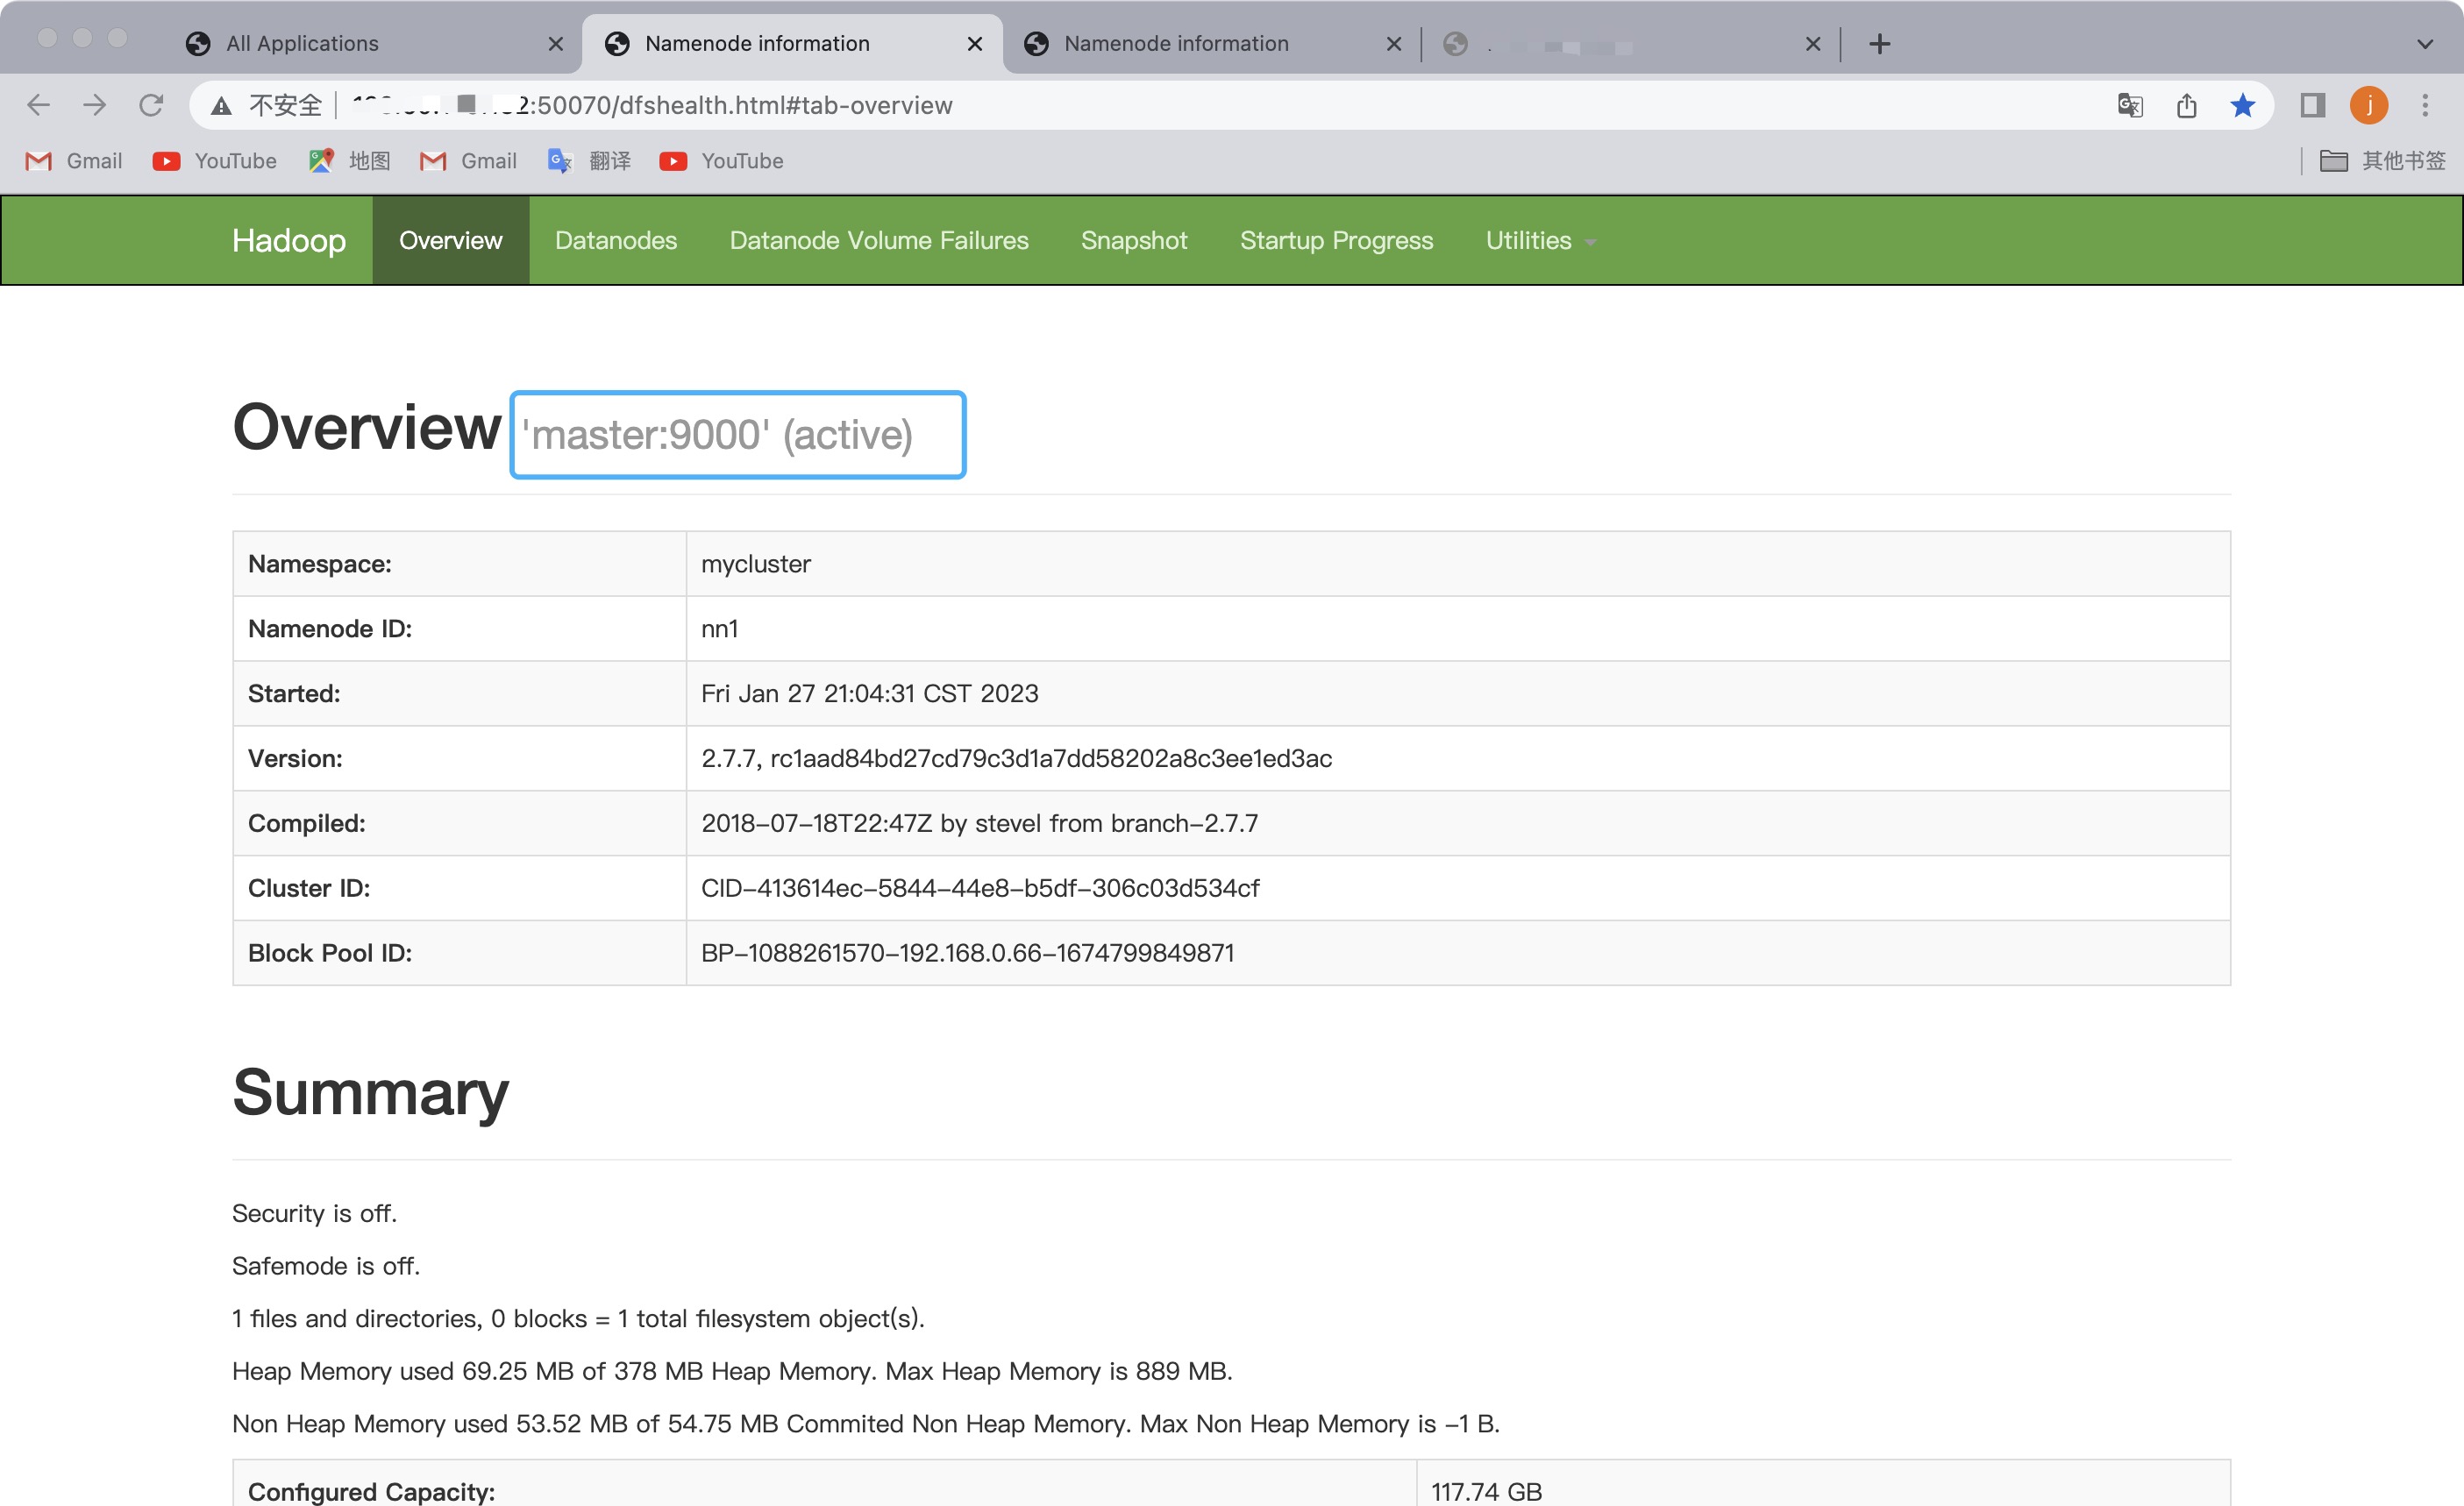 All Applications
Namenode information
Namenode information
不安全
2:50070/dfshealth.html#tab-overview
j
Gmail
YouTube
地图
Gmail
翻译
YouTube
其他书签
Hadoop
Overview
Datanodes
Datanode Volume Failures
Snapshot
Startup Progress
Utilities
Overview 'master:9000' (active)
Namespace: mycluster
Namenode ID: nn1
Started: Fri Jan 27 21:04:31 CST 2023
Version: 2.7.7, rc1aad84bd27cd79c3d1a7dd58202a8c3ee1ed3ac
Compiled: 2018-07-18T22:47Z by stevel from branch-2.7.7
Cluster ID: CID-413614ec-5844-44e8-b5df-306c03d534cf
Block Pool ID: BP-1088261570-192.168.0.66-1674799849871
Summary
Security is off.
Safemode is off.
1 files and directories, 0 blocks = 1 total filesystem object(s).
Heap Memory used 69.25 MB of 378 MB Heap Memory. Max Heap Memory is 889 MB.
Non Heap Memory used 53.52 MB of 54.75 MB Commited Non Heap Memory. Max Non Heap Memory is -1 B.
Configured Capacity: 117.74 GB